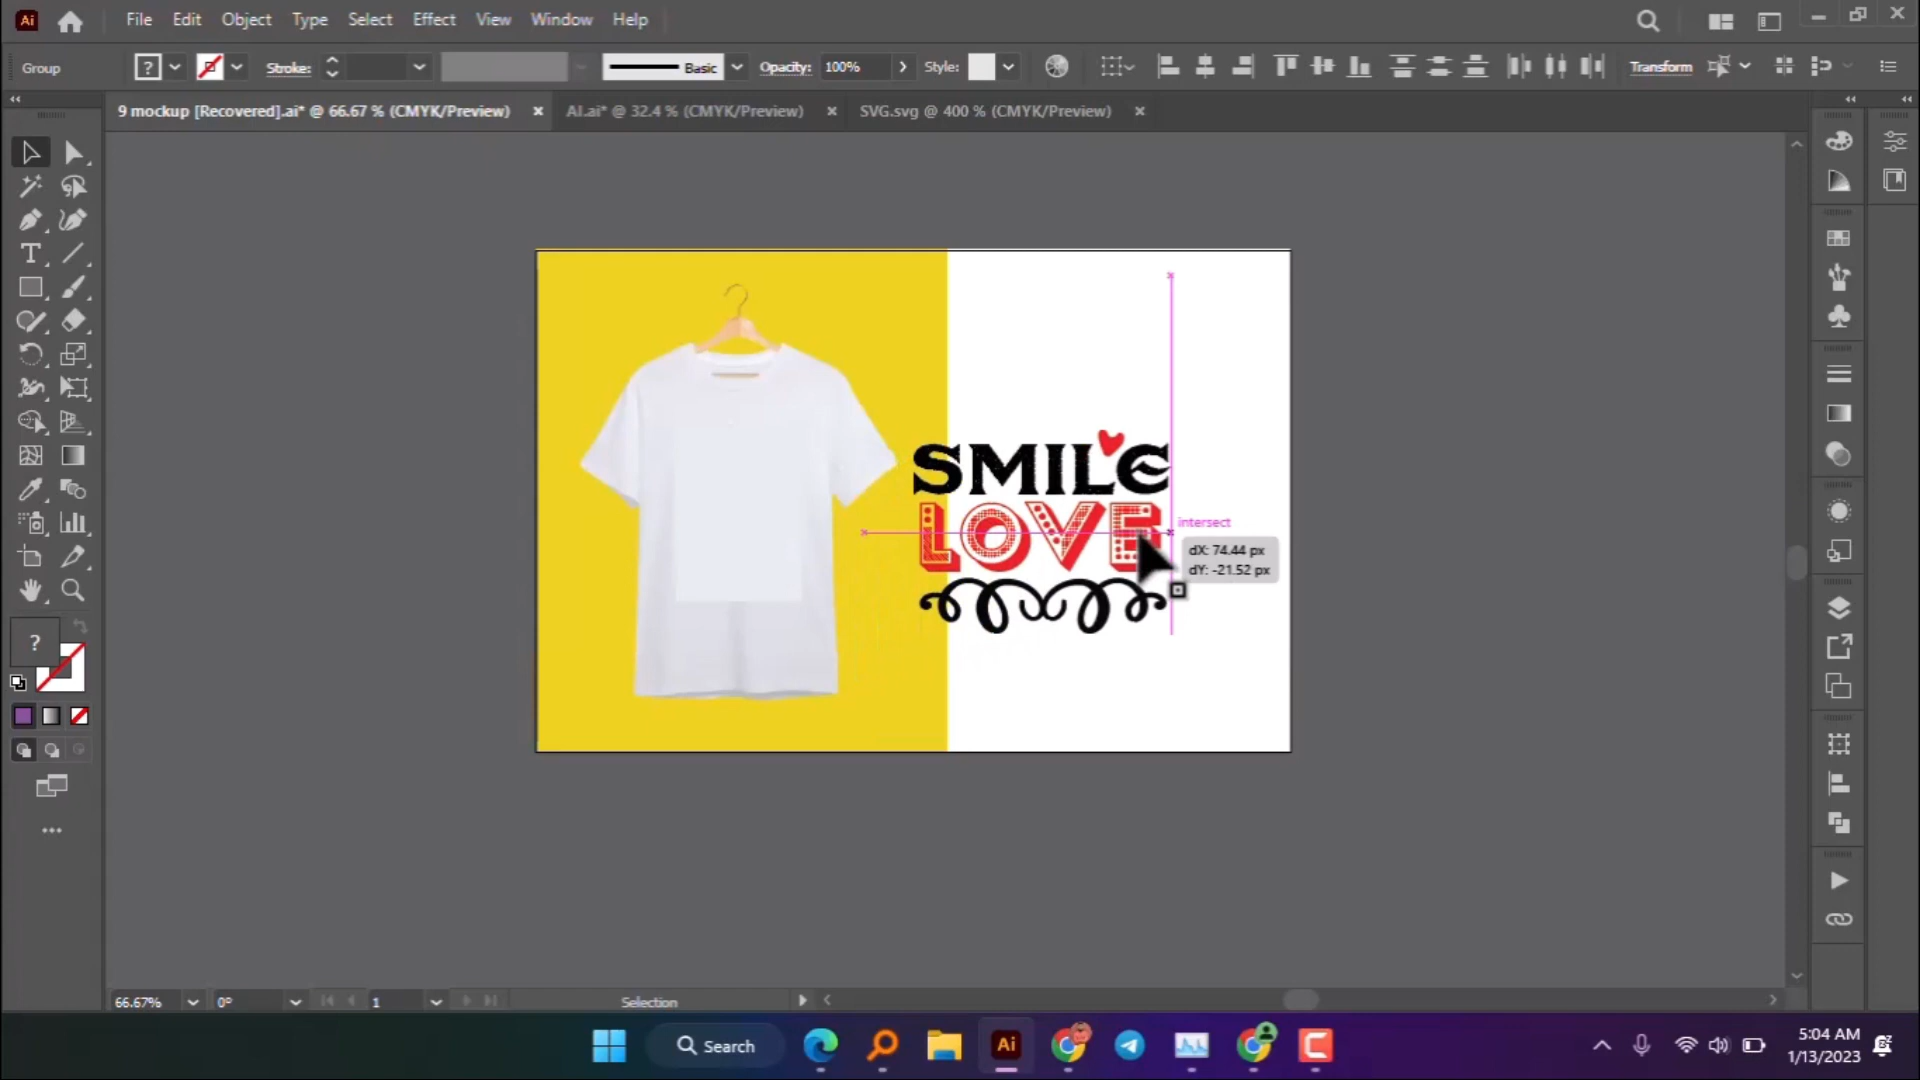 Ai File Edit Object Type Select Effect View Window Help
Group ? Stroke: Basic Opacity: 100% Style: Transform
9 mockup [Recovered].ai* @ 66.67 % (CMYK/Preview) AI.ai* @ 32.4 % (CMYK/Preview) SVG.svg @ 400 % (CMYK/Preview)
SMILE
LOVE
intersect
dX: 74.44 px
dY: -21.52 px
?
66.67% 0° 1 Selection
Search Ai
5:04 AM
1/13/2023